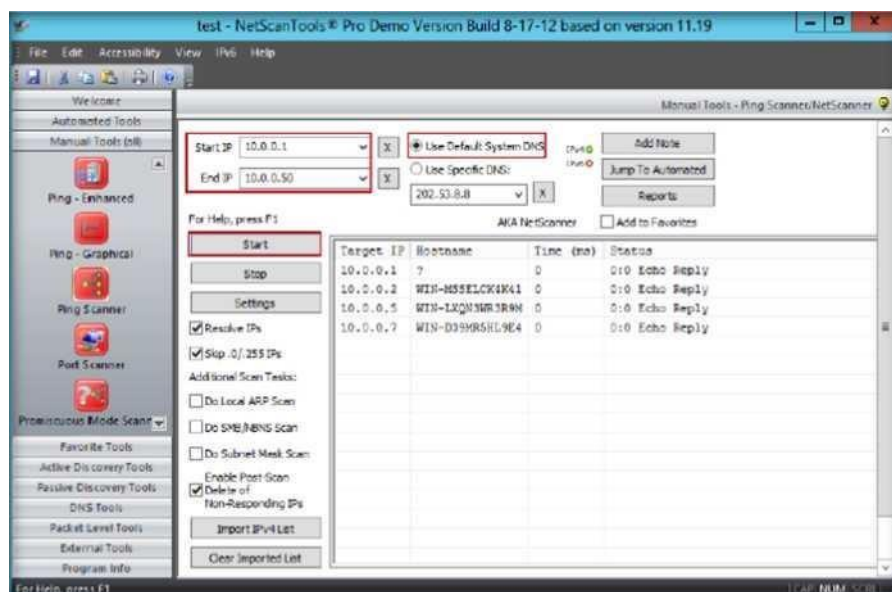 test - NetScanTools® Pro Demo Version Build 8-17-12 based on version 11.19
File Edit Accessibility View IPv6 Help
Welcome
Automated Tools
Manual Tools (all)
Ping - Enhanced
Ping - Graphical
Ping Scanner
Port Scanner
Promiscuous Mode Scann
Favorite Tools
Active Discovery Tools
Passive Discovery Tools
DNS Tools
Packet Level Tools
External Tools
Program Info
Manual Tools - Ping Scanner/NetScanner
Start IP 10.0.0.1 X
End IP 10.0.0.50 X
Use Default System DNS
Use Specific DNS:
202.53.8.8 X
IPv4
IPv6
Add Note
Jump To Automated
Reports
Add to Favorites
For Help, press F1
AKA NetScanner
Start
Stop
Settings
Resolve IPs
Skip .0/.255 IPs
Additional Scan Tasks:
Do Local ARP Scan
Do SMB/NBNS Scan
Do Subnet Mask Scan
Enable Post Scan
Delete of
Non-Responding IPs
Import IPv4 List
Clear Imported List
Target IP Hostname Time (ms) Status
10.0.0.1 ? 0 0:0 Echo Reply
10.0.0.2 0 0:0 Echo Reply
10.0.0.5 0 0:0 Echo Reply
10.0.0.7 0 0:0 Echo Reply
For Help, press F1
CAP NUM SCRL